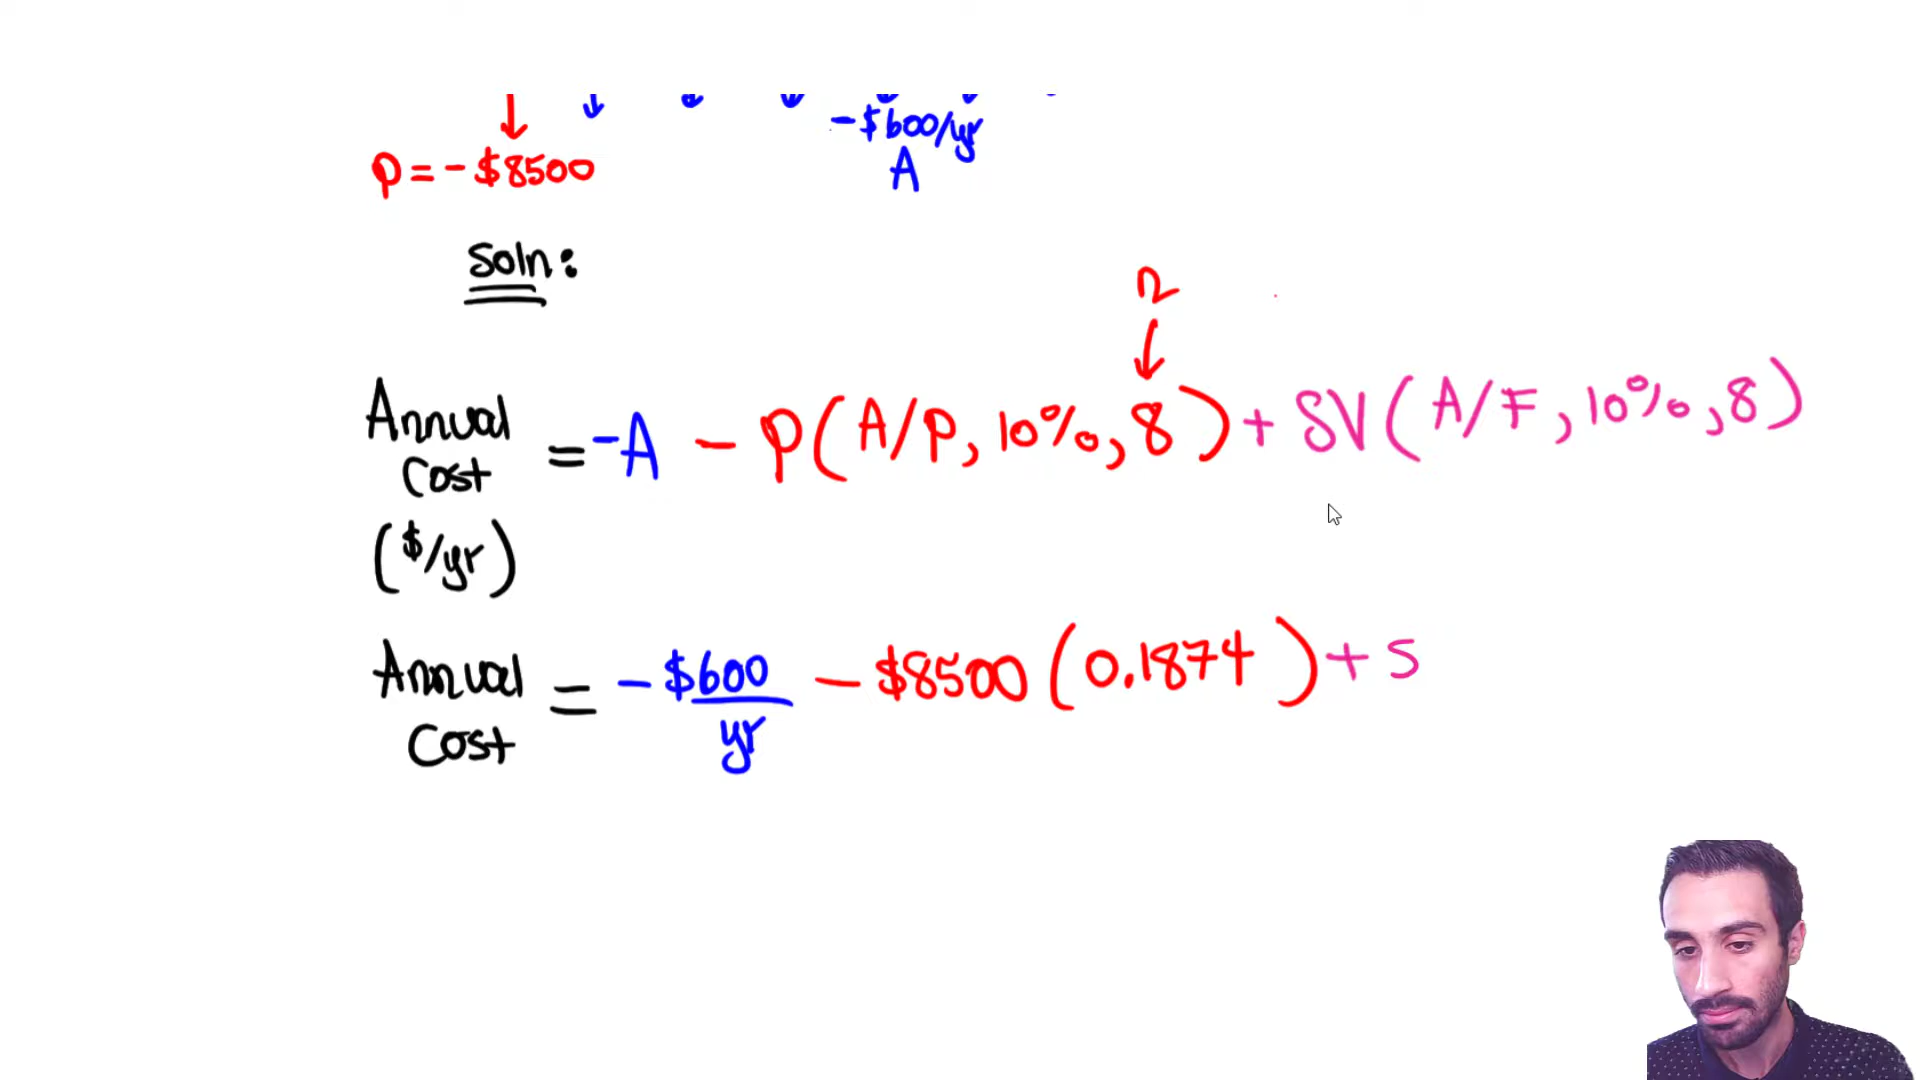 -$600/yr
P = -$8500
A
Soln:
n
Annual Cost ($/yr) = -A - P(A/P, 10%, 8) + SV(A/F, 10%, 8)
Annual Cost = -$600/yr - $8500(0.1874) + S